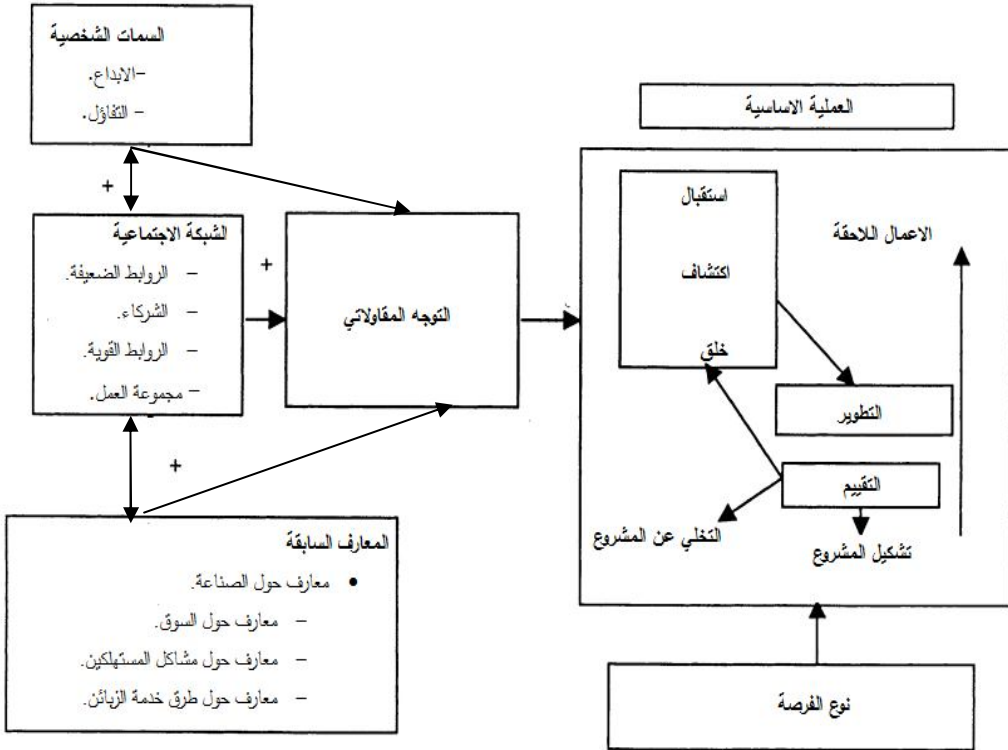 السمات الشخصية
-الابداع.
- التفاؤل.
+
الشبكة الاجتماعية
- الروابط الضعيفة.
- الشركاء.
- الروابط القوية.
- مجموعة العمل.
+
المعارف السابقة
• معارف حول الصناعة.
- معارف حول السوق.
- معارف حول مشاكل المستهلكين.
- معارف حول طرق خدمة الزبائن.
+
التوجه المقاولاتي
العملية الاساسية
استقبال
اكتشاف
خلق
الاعمال اللاحقة
التطوير
التقييم
التخلي عن المشروع
تشكيل المشروع
نوع الفرصة